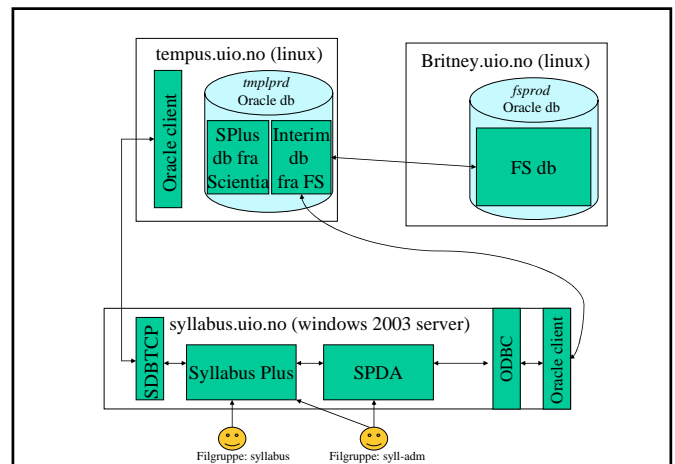 tempus.uio.no (linux)
Oracle client
tmplprd
Oracle db
SPlus
db fra
Scientia
Interim
db
fra FS
Britney.uio.no (linux)
fsprod
Oracle db
FS db
syllabus.uio.no (windows 2003 server)
SDBTCP
Syllabus Plus
SPDA
ODBC
Oracle client
Filgruppe: syllabus
Filgruppe: syll-adm